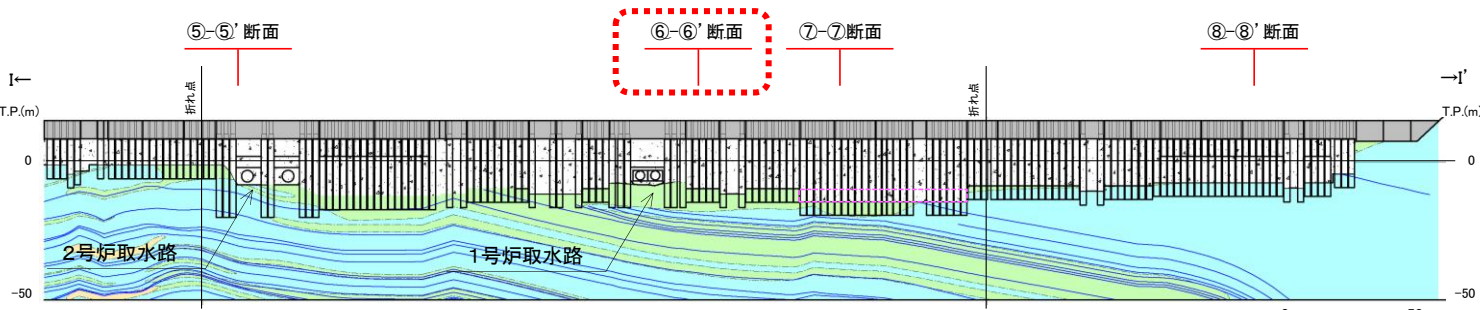 ⑤-⑤’断面
⑥-⑥’断面
⑦-⑦断面
⑧-⑧’断面
I←
→I’
折れ点
折れ点
T.P.(m)
T.P.(m)
0
0
2号炉取水路
1号炉取水路
-50
-50